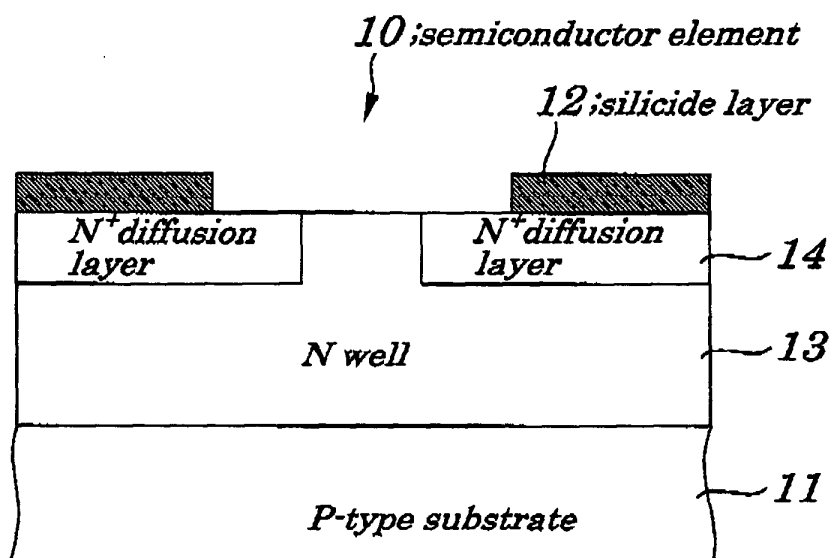 10;semiconductor element
12;silicide layer
N+diffusion
layer
N+diffusion
layer
14
N well
13
11
P-type substrate